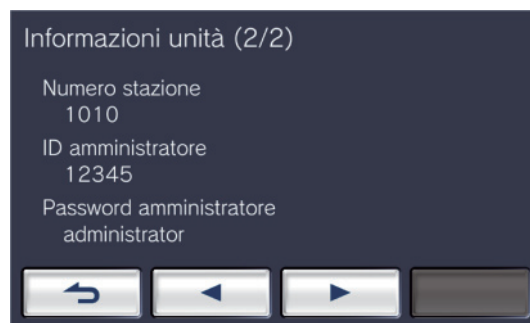 Informazioni unità (2/2)
Numero stazione
1010
ID amministratore
12345
Password amministratore
administrator